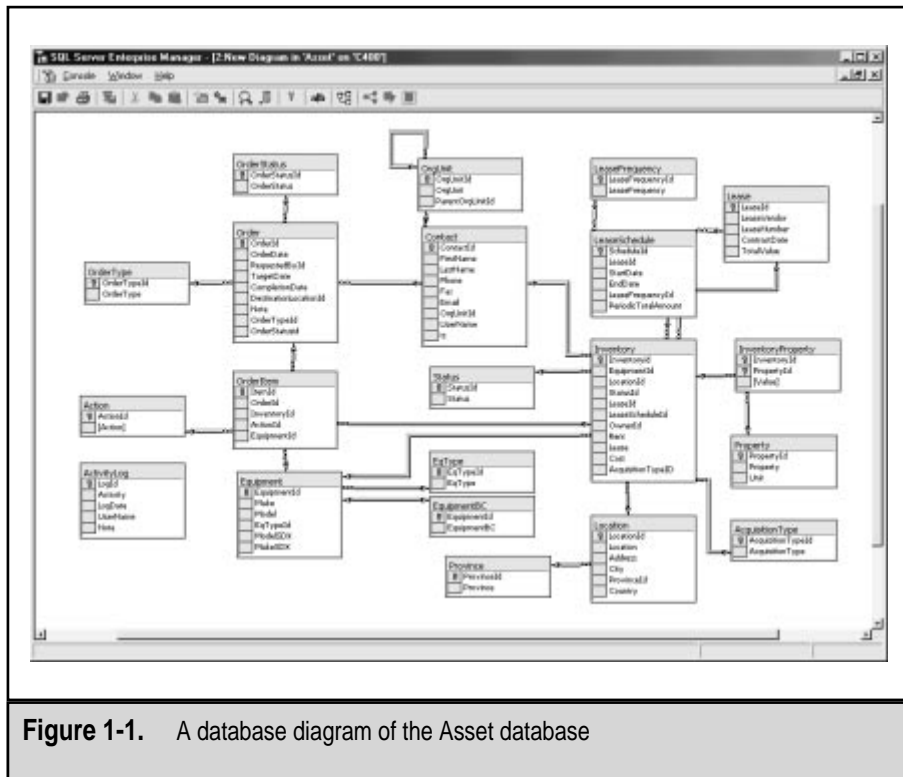 SQL Server Enterprise Manager - [2:New Diagram in 'Asset' on 'C400']
Console Window Help
OrderStatus
OrderStatusId
OrderStatus
OrgUnit
OrgUnitId
OrgUnit
ParentOrgUnitId
LeaseFrequency
LeaseFrequencyId
LeaseFrequency
Lease
LeaseId
LeaseVendor
LeaseNumber
ContractDate
TotalValue
Order
OrderId
OrderDate
RequestedById
TargetDate
CompletionDate
DestinationLocationId
Note
OrderTypeId
OrderStatusId
Contact
ContactId
FirstName
LastName
Phone
Fax
Email
OrgUnitId
UserName
LeaseSchedule
ScheduleId
LeaseId
StartDate
EndDate
LeaseFrequencyId
PeriodicTotalAmount
OrderType
OrderTypeId
OrderType
Inventory
InventoryId
EquipmentId
LocationId
StatusId
LeaseId
LeaseScheduleId
OwnerId
Rent
Lease
Cost
AcquisitionTypeID
InventoryProperty
InventoryId
PropertyId
[Value]
Status
StatusId
Status
OrderItem
ItemId
OrderId
InventoryId
ActionId
EquipmentId
Action
ActionId
[Action]
Property
PropertyId
Property
Unit
ActivityLog
LogId
Activity
LogDate
UserName
Note
Equipment
EquipmentId
Make
Model
EqTypeId
ModelSDX
MakeSDX
EqType
EqTypeId
EqType
EquipmentBC
EquipmentId
EquipmentBC
Location
LocationId
Location
Address
City
ProvinceId
Country
AcquisitionType
AcquisitionTypeId
AcquisitionType
Province
ProvinceId
Province
Figure 1-1. A database diagram of the Asset database